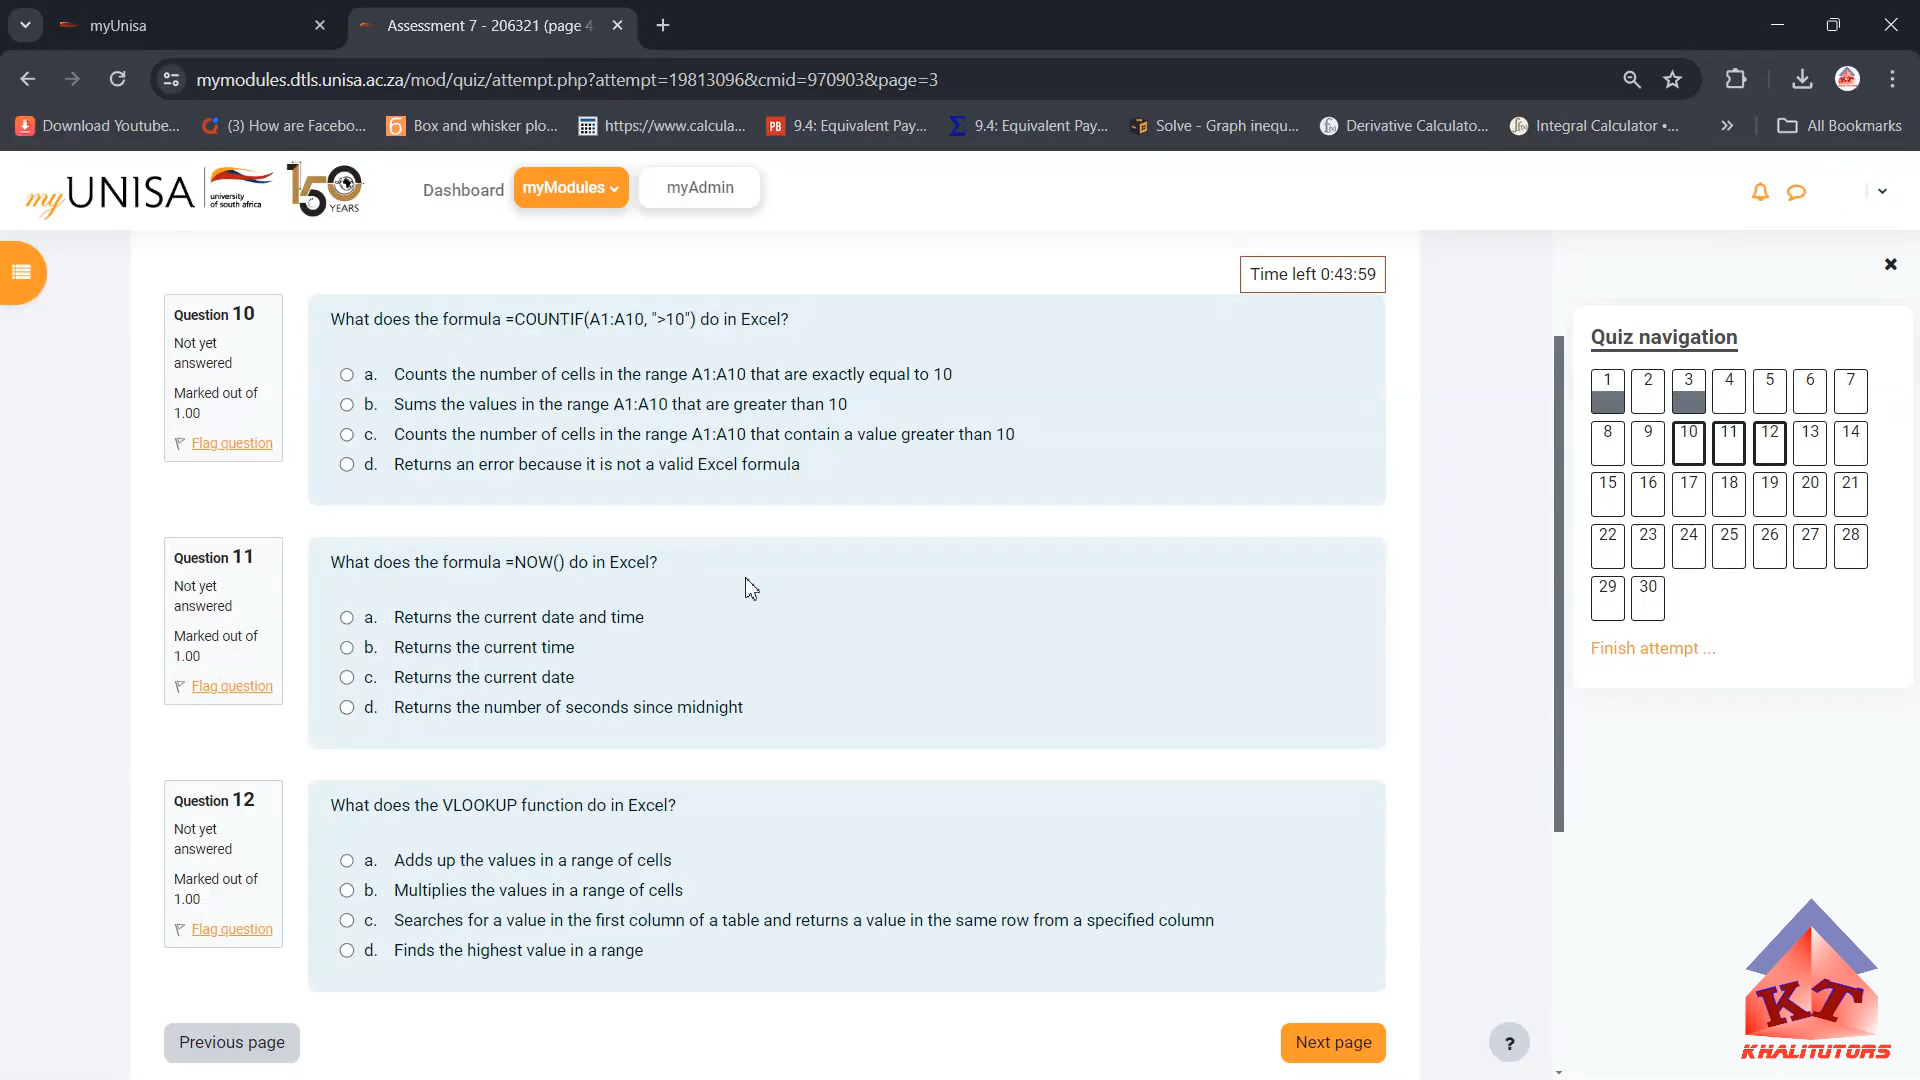 myUnisa
Assessment 7 - 206321 (page 4
mymodules.dtls.unisa.ac.za/mod/quiz/attempt.php?attempt=19813096&cmid=970903&page=3
Download Youtube...
(3) How are Facebo...
Box and whisker plo...
https://www.calcula...
PB
9.4: Equivalent Pay...
9.4: Equivalent Pay...
Solve - Graph inequ...
Derivative Calculato...
Integral Calculator •...
»
All Bookmarks
my UNISA
university
of south africa
150
YEARS
Dashboard
myModules
myAdmin
Time left 0:43:59
Question 10
Not yet
answered
Marked out of
1.00
Flag question
What does the formula =COUNTIF(A1:A10, ">10") do in Excel?
a. Counts the number of cells in the range A1:A10 that are exactly equal to 10
b. Sums the values in the range A1:A10 that are greater than 10
c. Counts the number of cells in the range A1:A10 that contain a value greater than 10
d. Returns an error because it is not a valid Excel formula
Question 11
Not yet
answered
Marked out of
1.00
Flag question
What does the formula =NOW() do in Excel?
a. Returns the current date and time
b. Returns the current time
c. Returns the current date
d. Returns the number of seconds since midnight
Question 12
Not yet
answered
Marked out of
1.00
Flag question
What does the VLOOKUP function do in Excel?
a. Adds up the values in a range of cells
b. Multiplies the values in a range of cells
c. Searches for a value in the first column of a table and returns a value in the same row from a specified column
d. Finds the highest value in a range
Previous page
Next page
?
Quiz navigation
1 2 3 4 5 6 7
8 9 10 11 12 13 14
15 16 17 18 19 20 21
22 23 24 25 26 27 28
29 30
Finish attempt ...
KT
KHALITUTORS